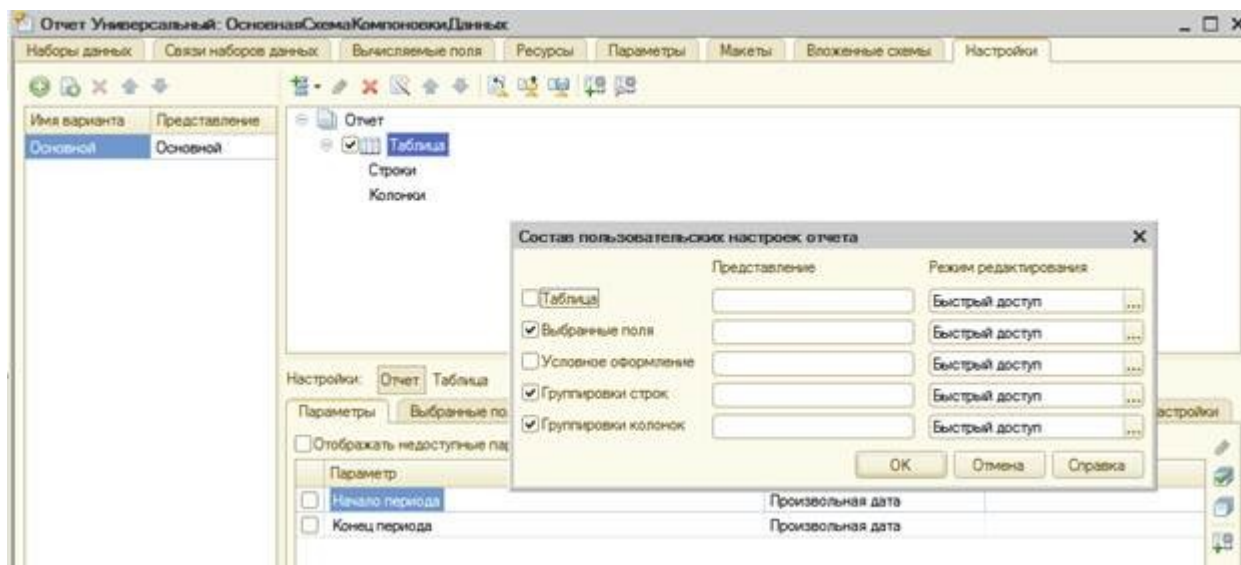 Отчет Универсальный: ОсновнаяСхемаКомпоновкиДанных
Наборы данных Связи наборов данных Вычисляемые поля Ресурсы Параметры Макеты Вложенные схемы Настройки
Имя варианта Представление
Основной Основной
Отчет
Таблица
Строки
Колонки
Состав пользовательских настроек отчета
Представление Режим редактирования
Таблица Быстрый доступ ...
Выбранные поля Быстрый доступ ...
Условное оформление Быстрый доступ ...
Группировки строк Быстрый доступ ...
Группировки колонок Быстрый доступ ...
OK Отмена Справка
Настройки: Отчет Таблица
Параметры Выбранные по астройки
Отображать недоступные пар
Параметр
Начало периода Произвольная дата
Конец периода Произвольная дата